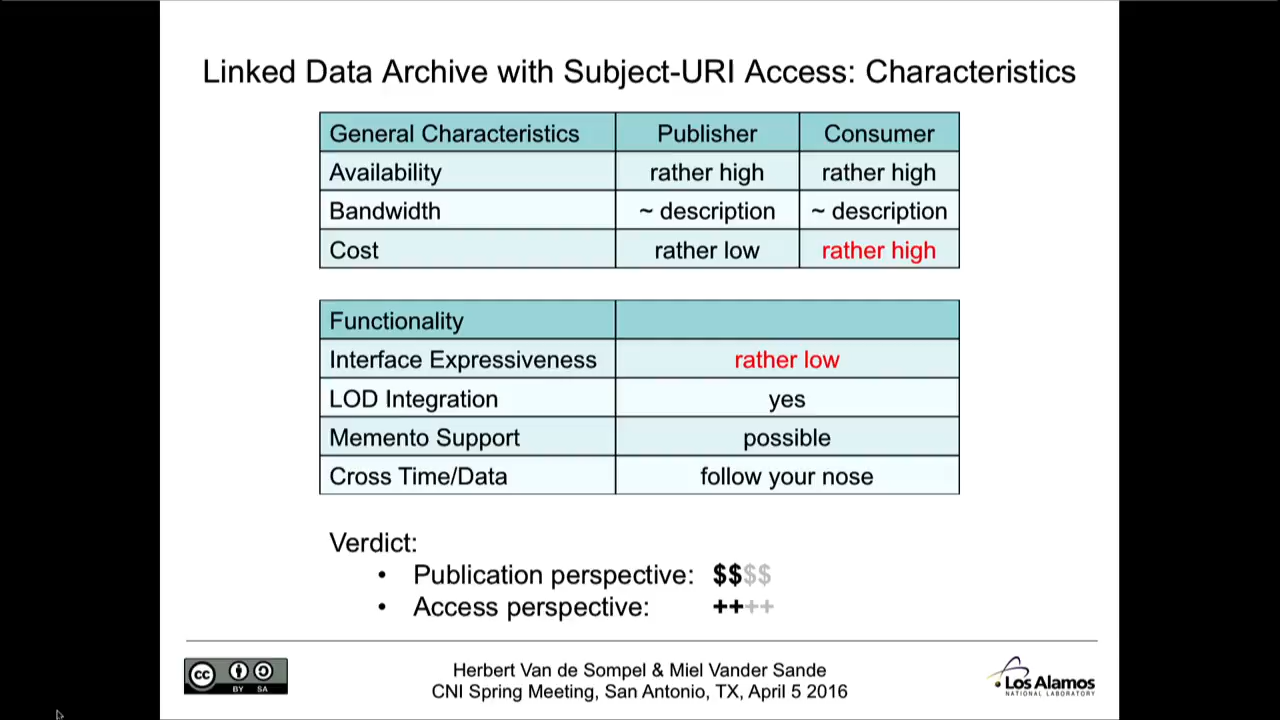 Linked Data Archive with Subject-URI Access: Characteristics
General Characteristics Publisher Consumer
Availability rather high rather high
Bandwidth ~ description ~ description
Cost rather low rather high
Functionality
Interface Expressiveness rather low
LOD Integration yes
Memento Support possible
Cross Time/Data follow your nose
Verdict:
• Publication perspective: $$$$
• Access perspective: ++++
cc BY SA
Herbert Van de Sompel & Miel Vander Sande
CNI Spring Meeting, San Antonio, TX, April 5 2016
Los Alamos
NATIONAL LABORATORY